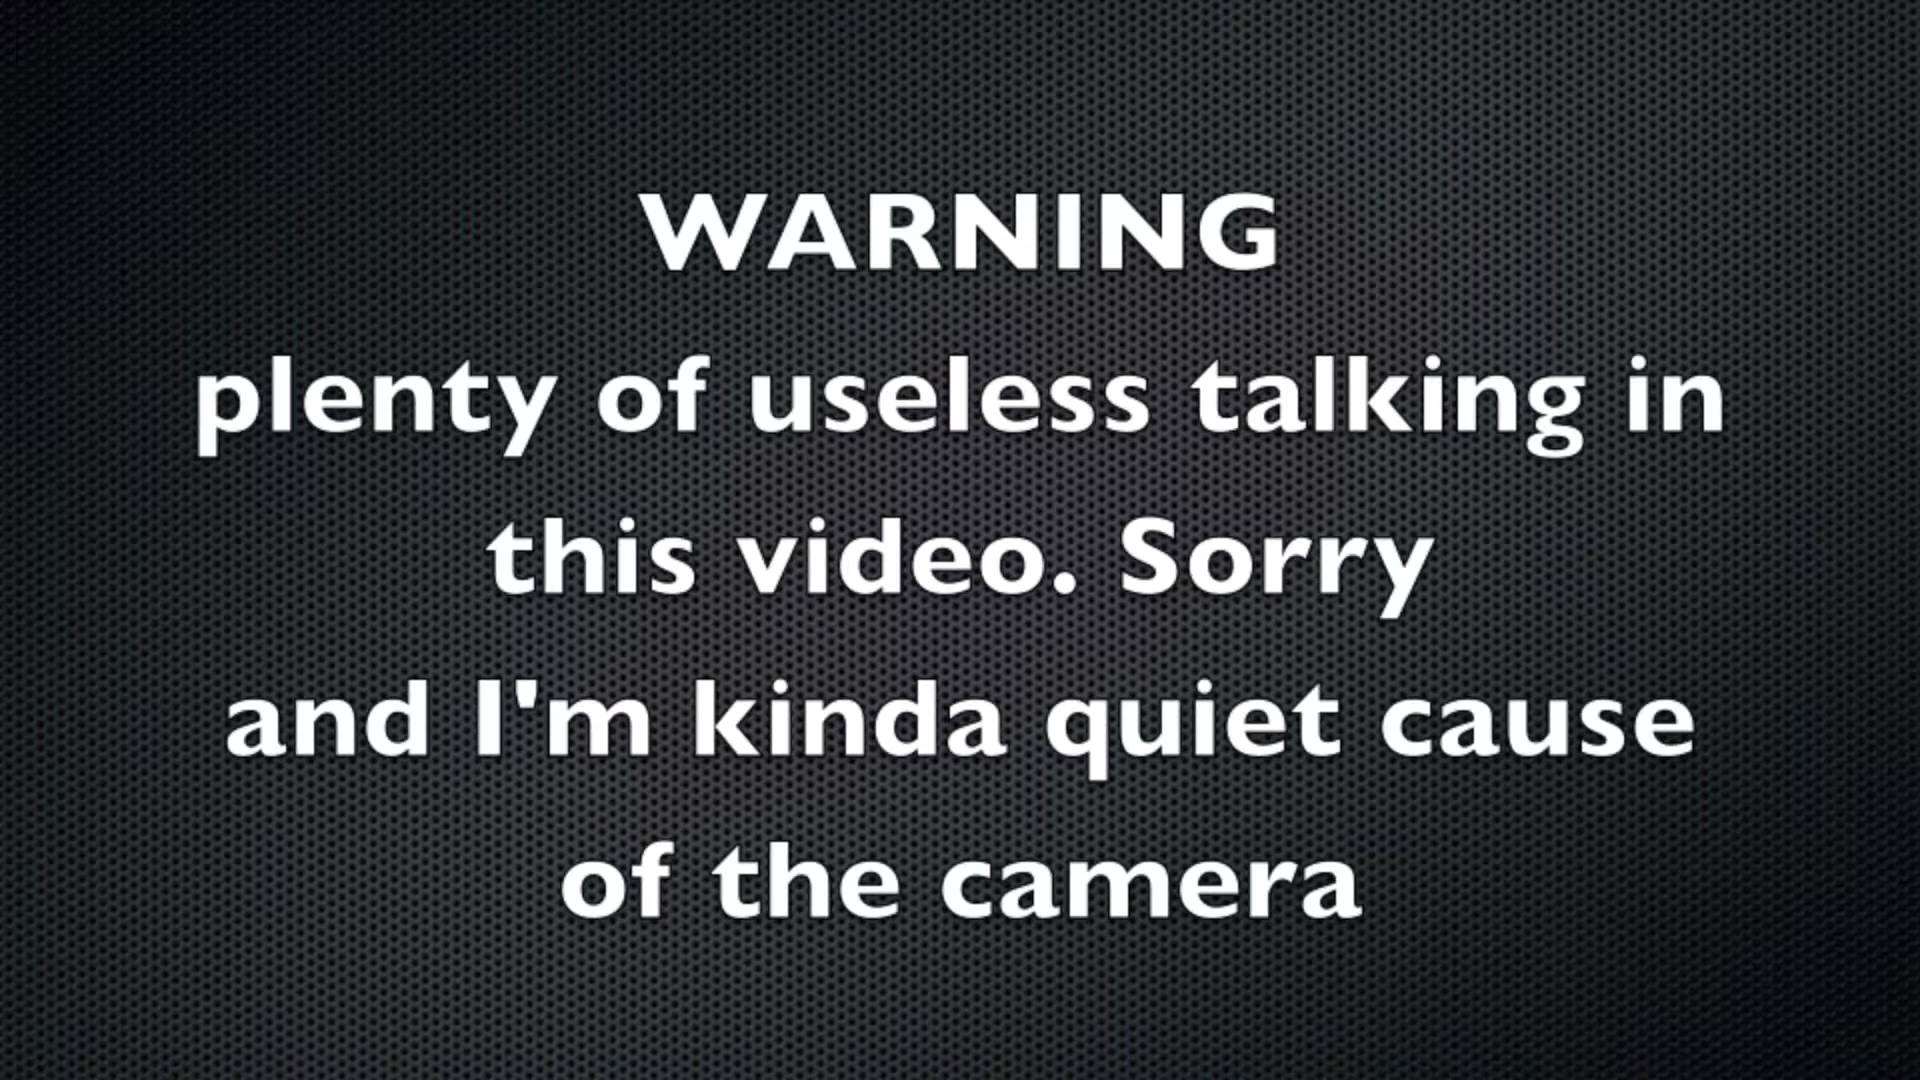 WARNING
plenty of useless talking in
this video. Sorry
and I'm kinda quiet cause
of the camera